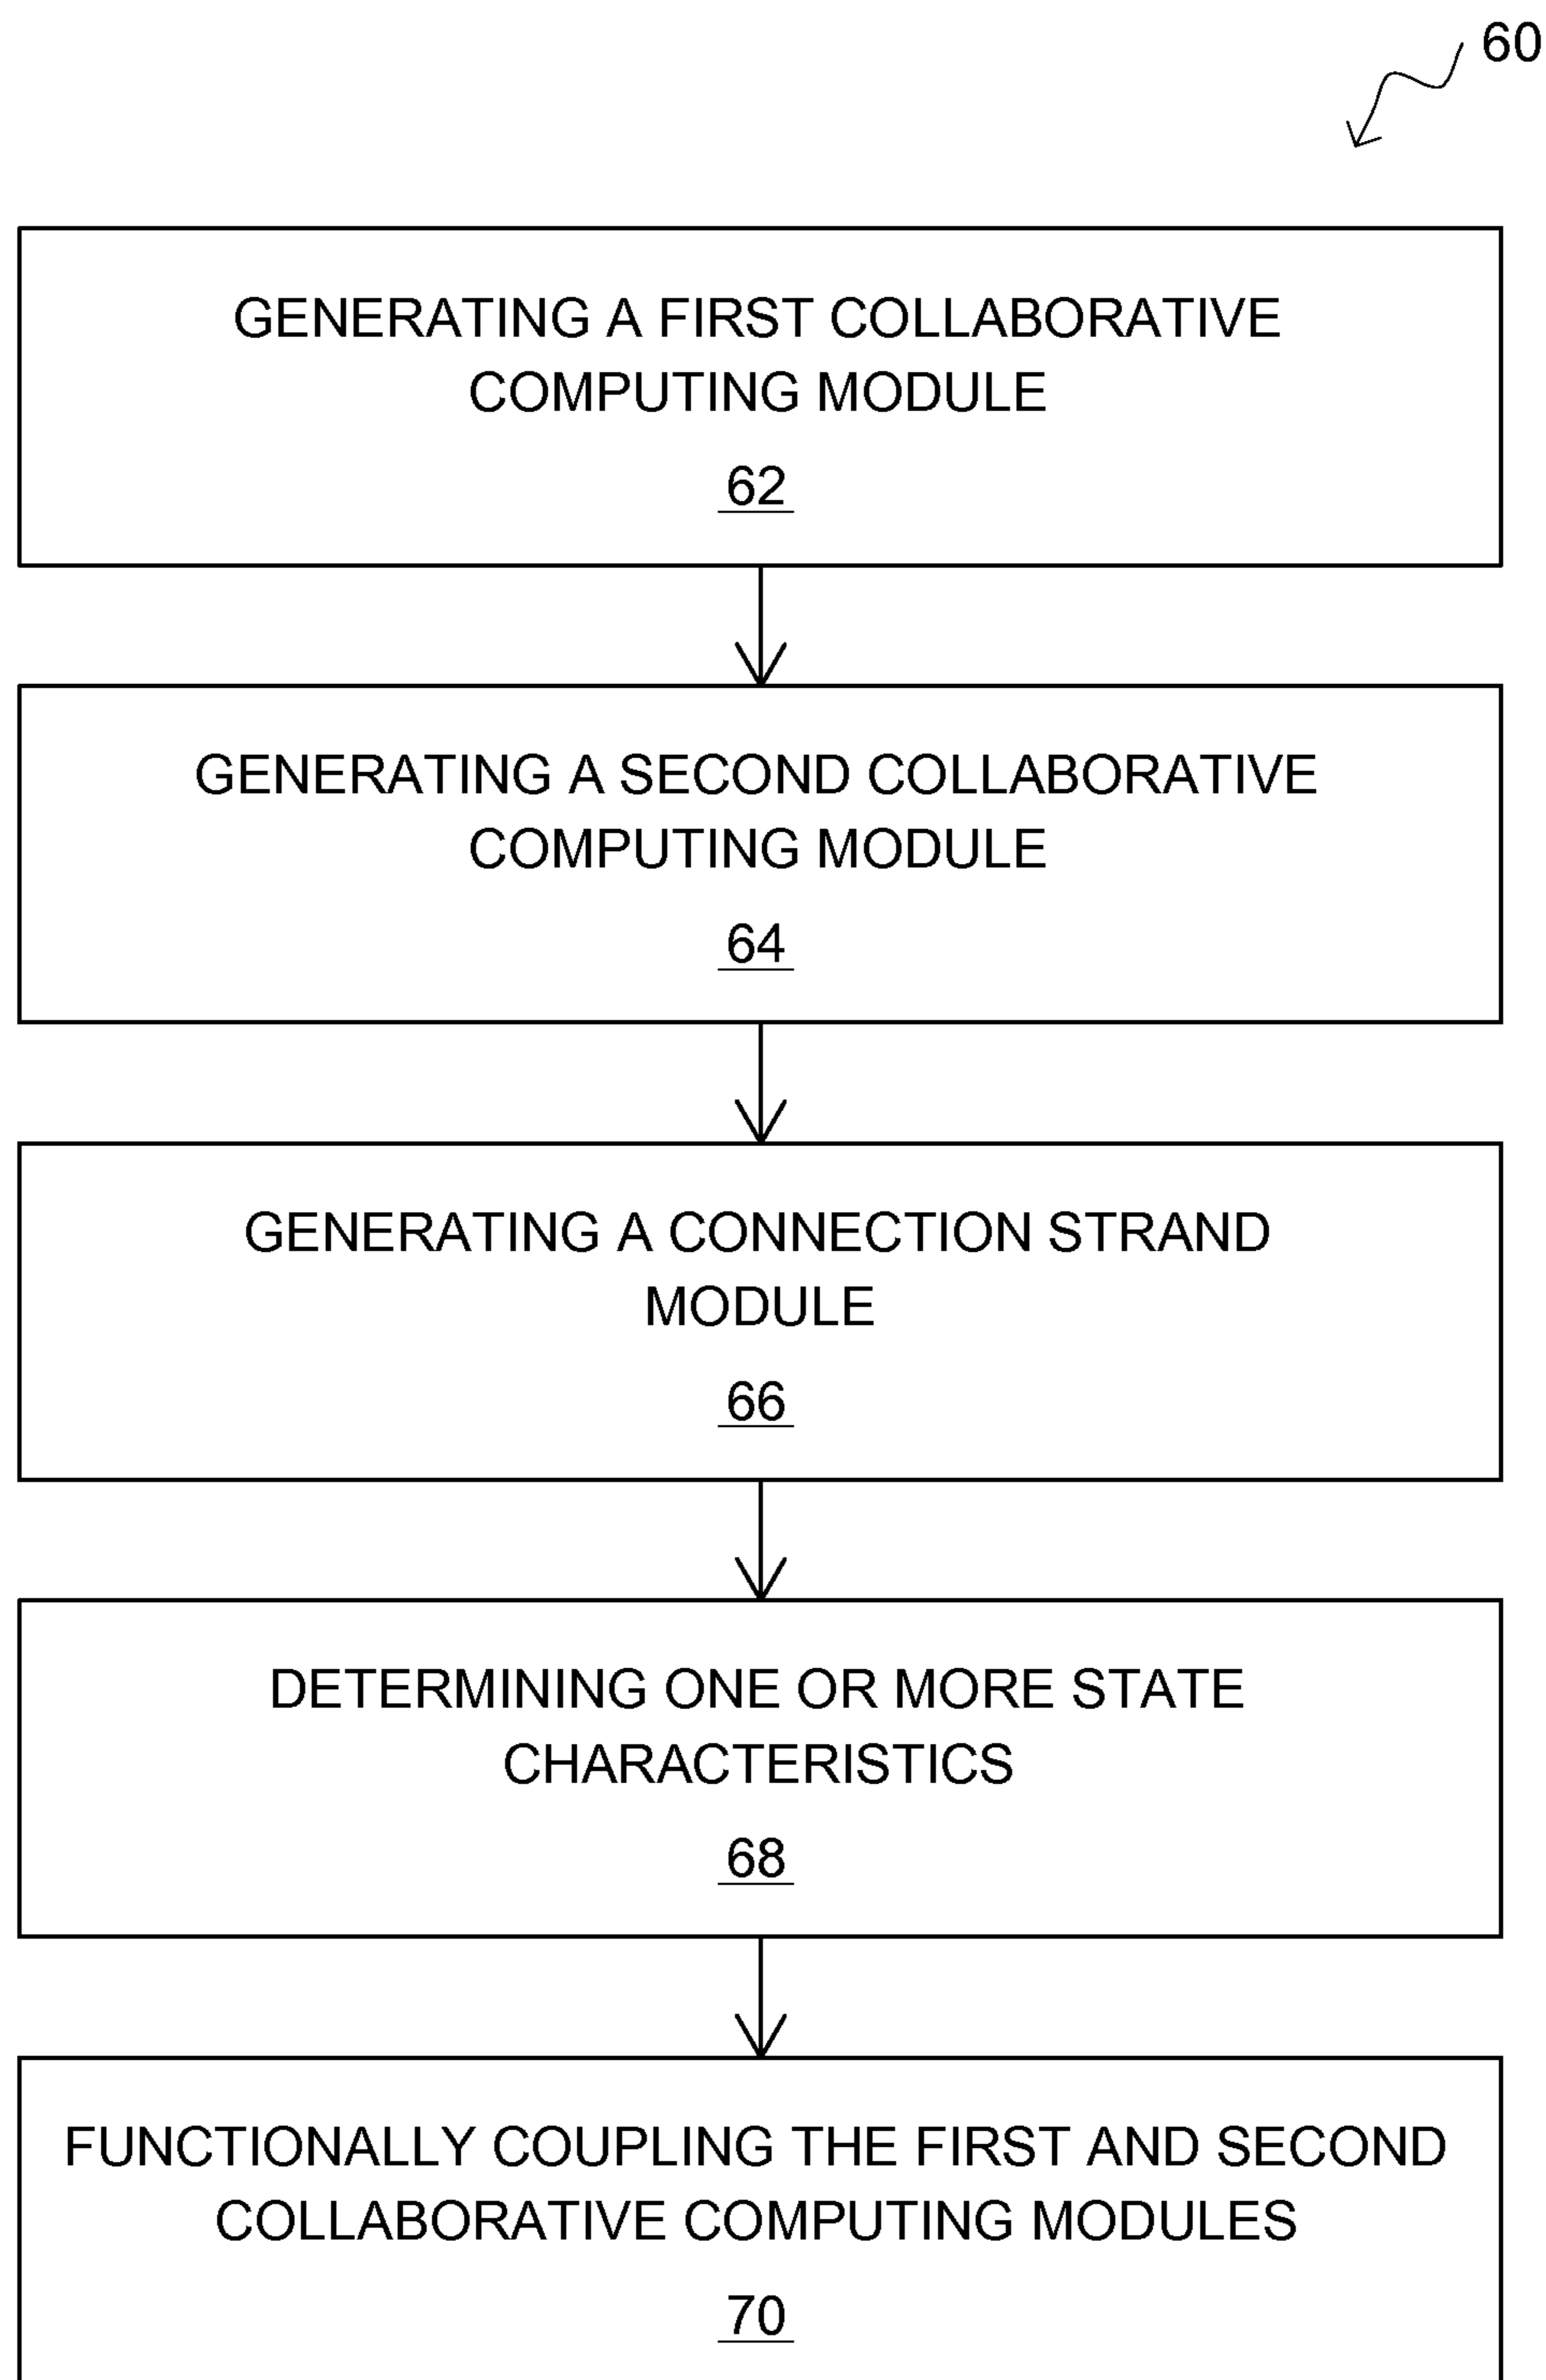 60
GENERATING A FIRST COLLABORATIVE
COMPUTING MODULE
62
GENERATING A SECOND COLLABORATIVE
COMPUTING MODULE
64
GENERATING A CONNECTION STRAND
MODULE
66
DETERMINING ONE OR MORE STATE
CHARACTERISTICS
68
FUNCTIONALLY COUPLING THE FIRST AND SECOND
COLLABORATIVE COMPUTING MODULES
70